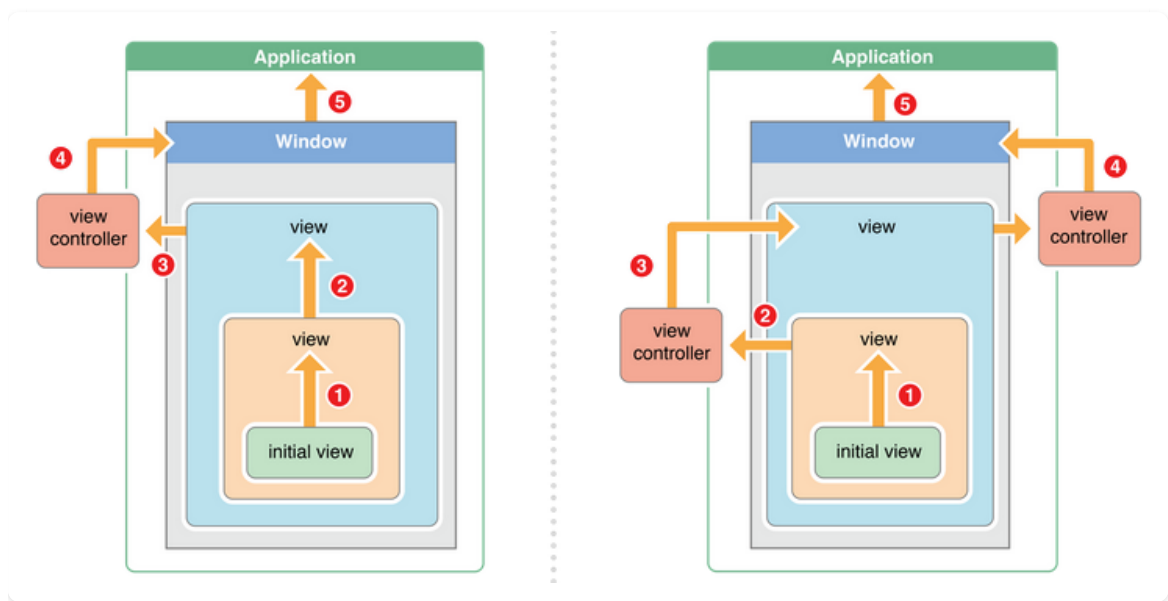 Application
5
Window
4
view
controller
view
3
2
view
1
initial view
Application
5
Window
4
view
controller
view
3
view
controller
2
view
1
initial view